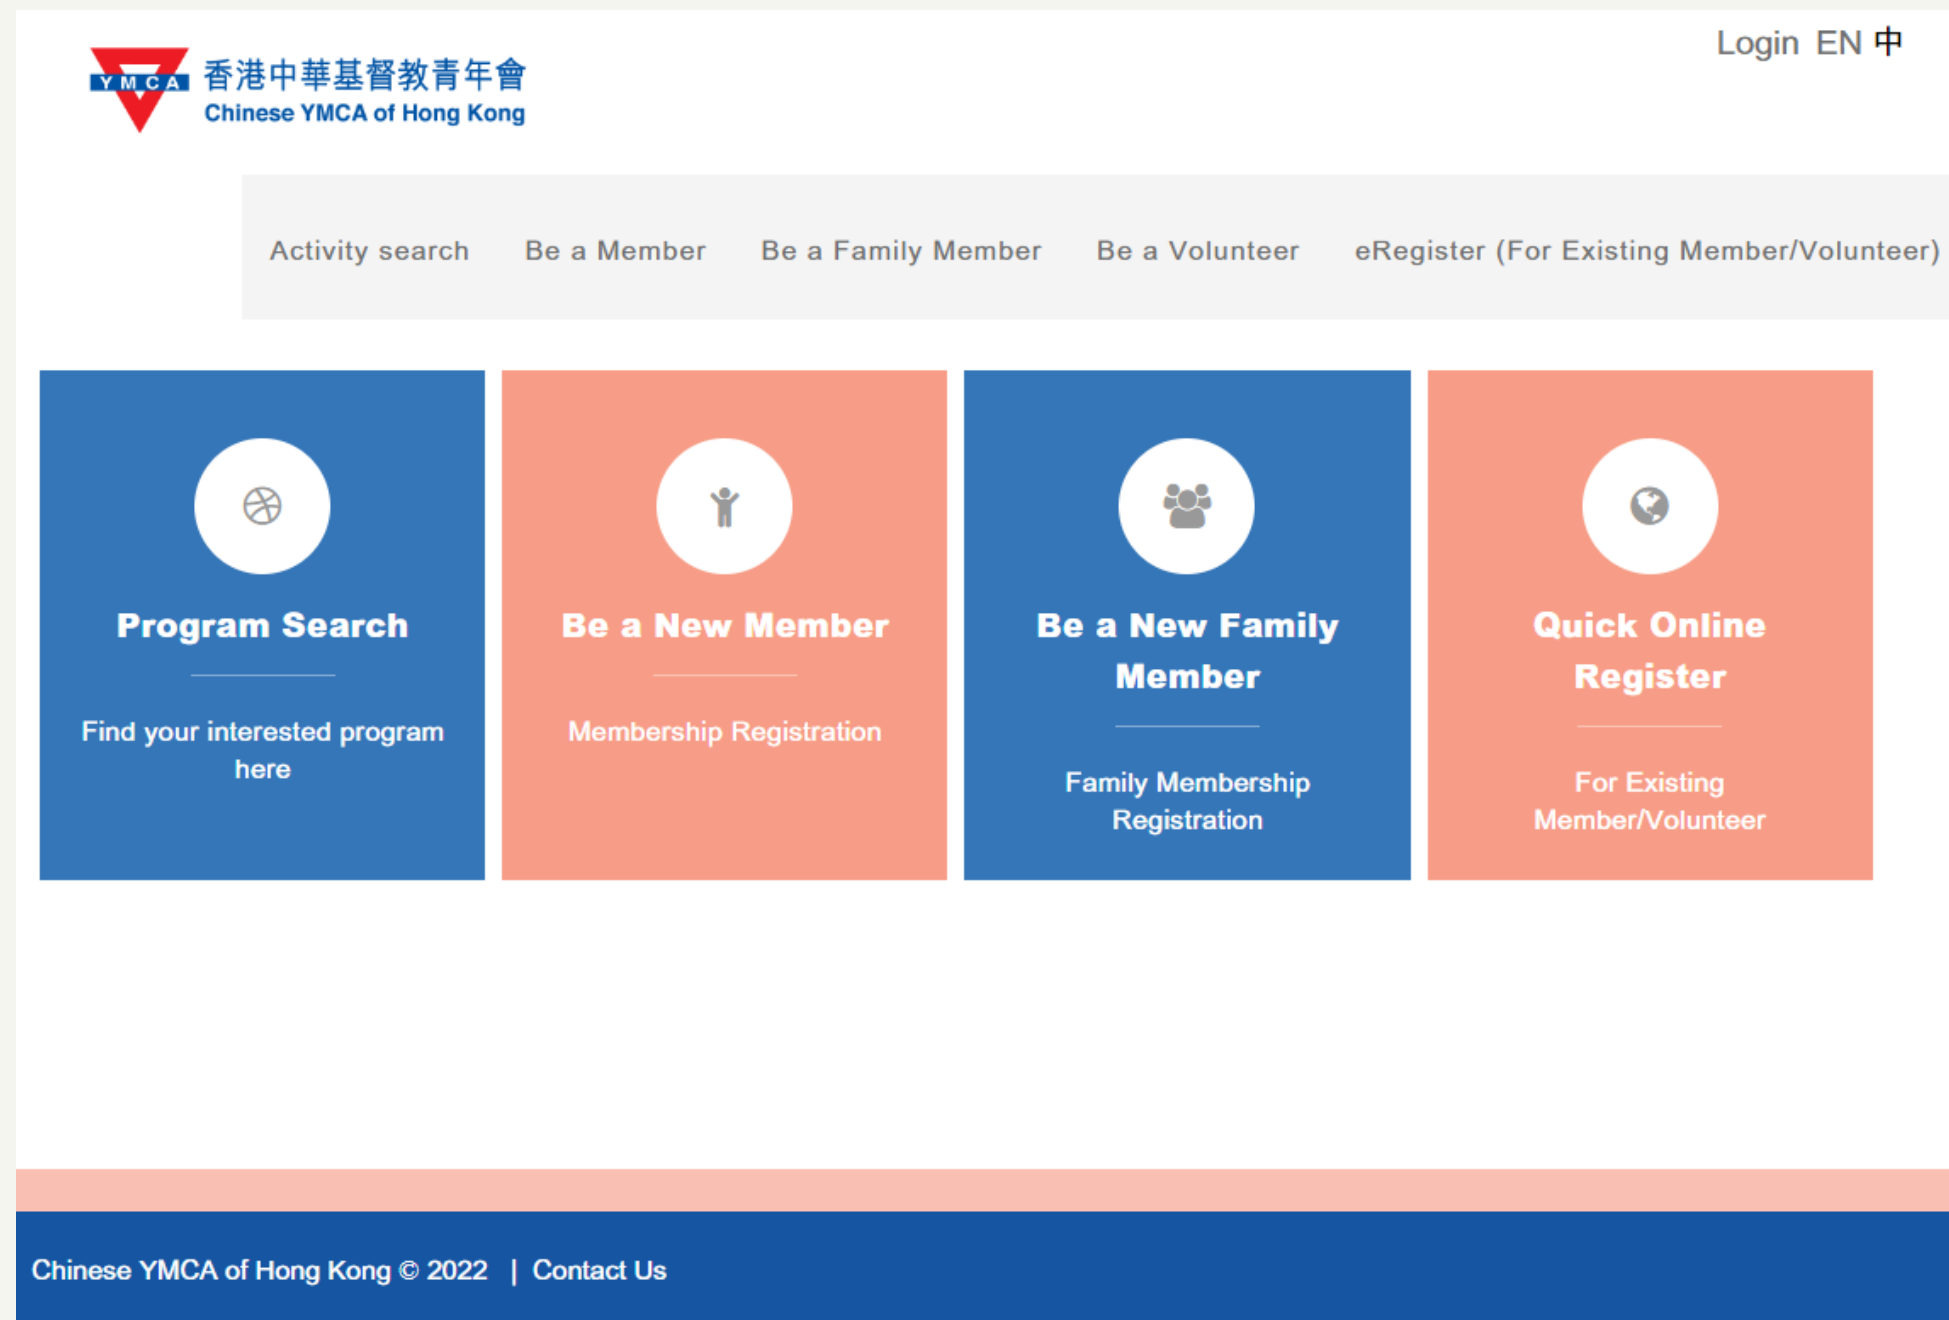 Login EN 中
YMCA
香港中華基督教青年會
Chinese YMCA of Hong Kong
Activity search Be a Member Be a Family Member Be a Volunteer eRegister (For Existing Member/Volunteer)
Program Search
Find your interested program
here
Be a New Member
Membership Registration
Be a New Family
Member
Family Membership
Registration
Quick Online
Register
For Existing
Member/Volunteer
Chinese YMCA of Hong Kong © 2022 | Contact Us